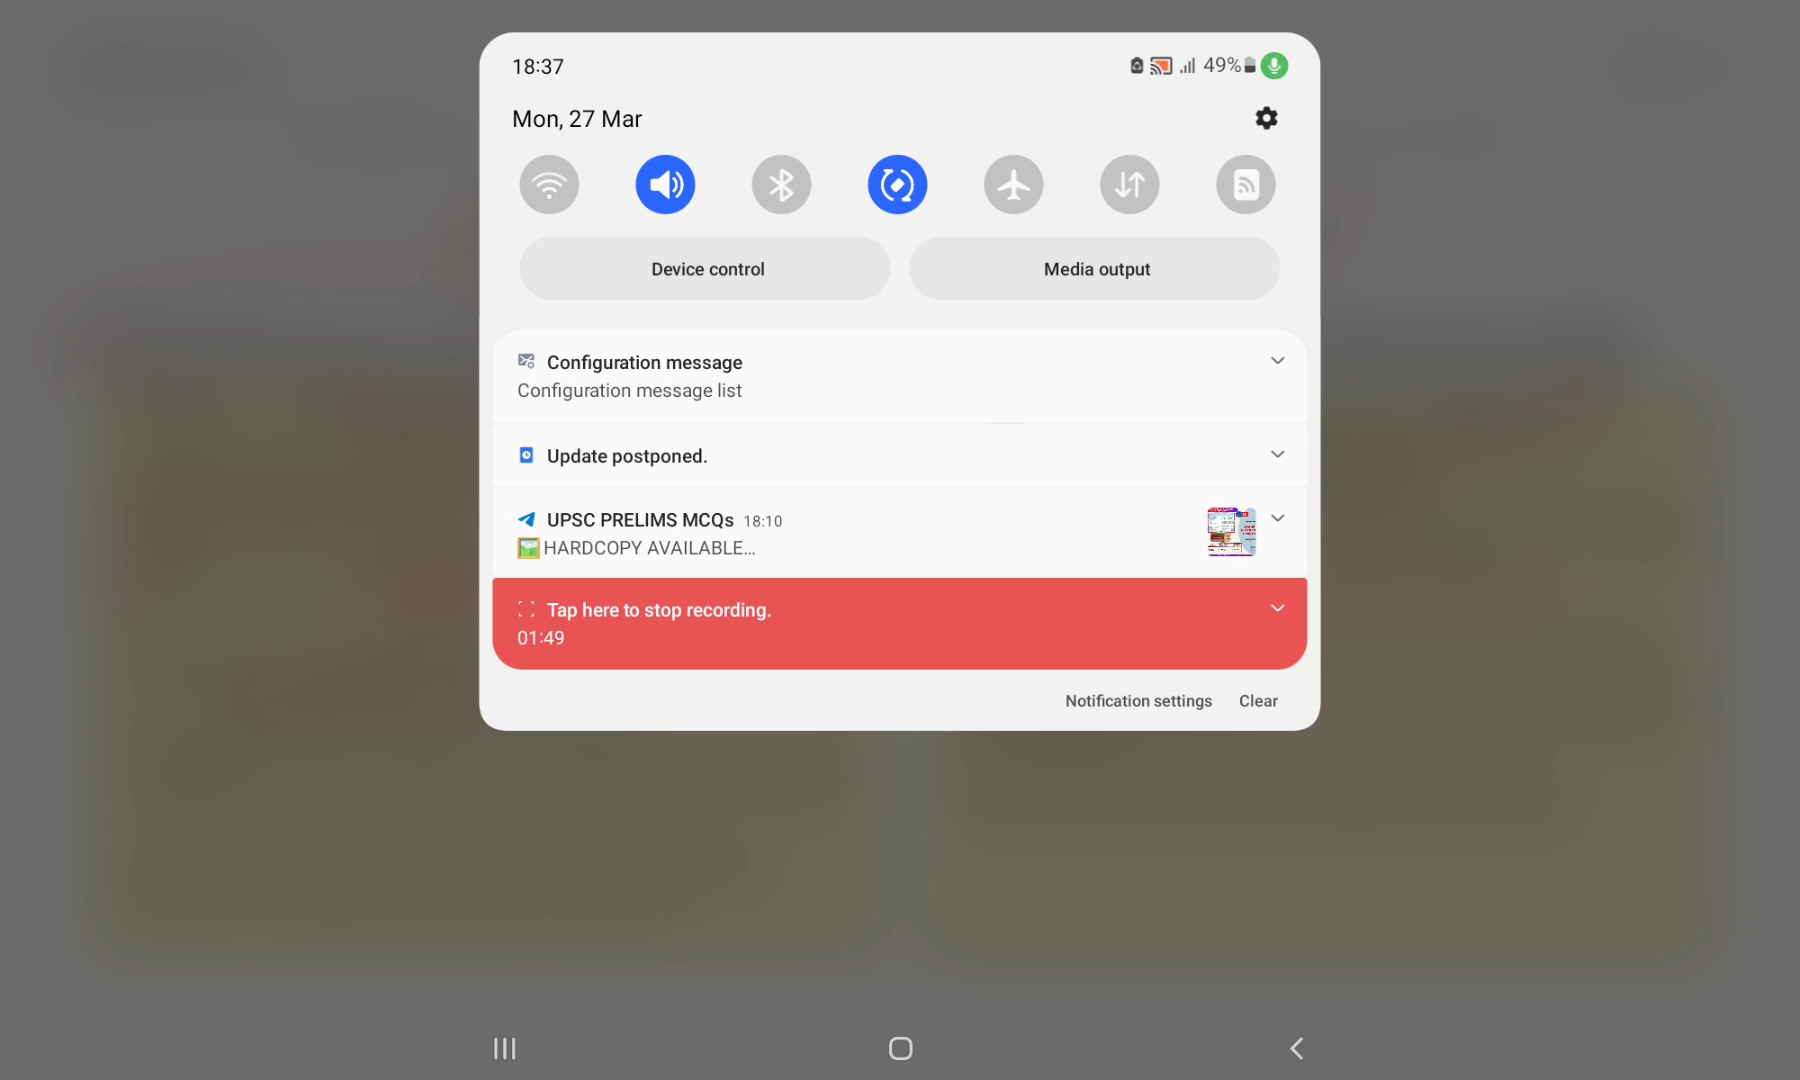 18:37
49%
Mon, 27 Mar
Device control
Media output
Configuration message
Configuration message list
Update postponed.
UPSC PRELIMS MCQs 18:10
HARDCOPY AVAILABLE...
Tap here to stop recording.
01:49
Notification settings
Clear